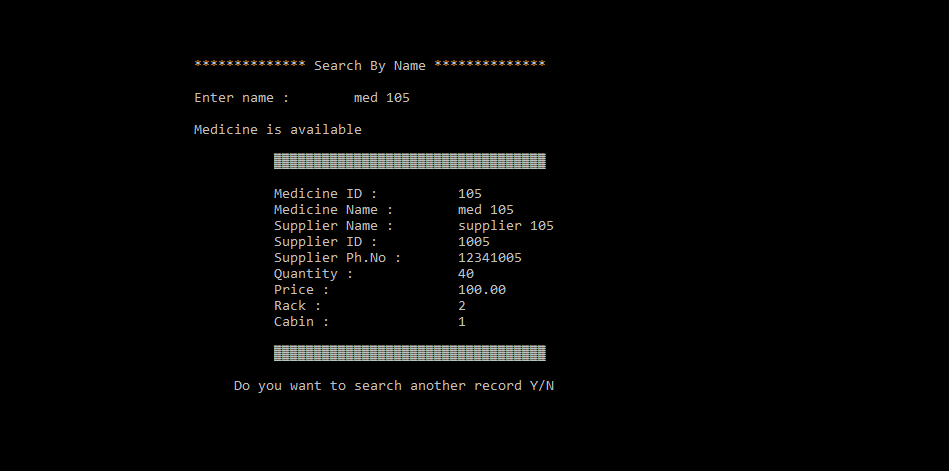 ************** Search By Name **************
Enter name : med 105
Medicine is available
Medicine ID : 105
Medicine Name : med 105
Supplier Name : supplier 105
Supplier ID : 1005
Supplier Ph.No : 12341005
Quantity : 40
Price : 100.00
Rack : 2
Cabin : 1
Do you want to search another record Y/N